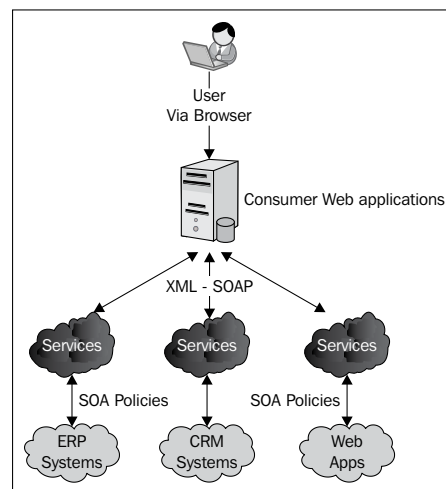 User
Via Browser
Consumer Web applications
XML - SOAP
Services
Services
Services
SOA Policies
SOA Policies
ERP
Systems
CRM
Systems
Web
Apps